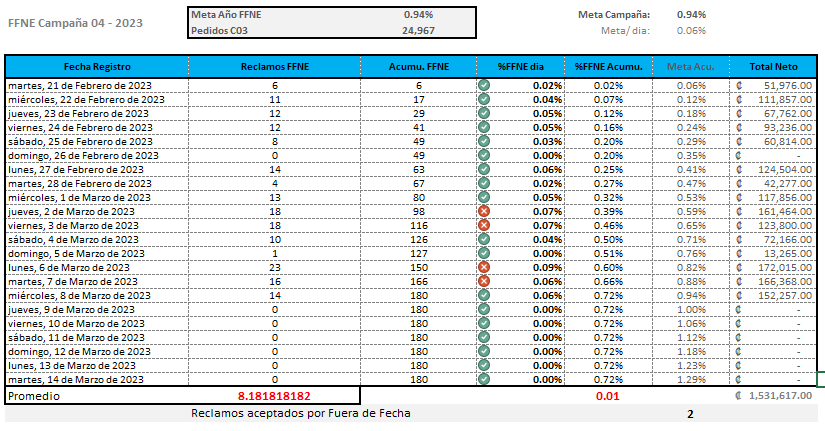 FFNE Campaña 04 - 2023
Meta Año FFNE 0.94%
Pedidos C03 24,967
Meta Campaña: 0.94%
Meta/ dia: 0.06%
Fecha Registro Reclamos FFNE Acumu. FFNE %FFNE dia %FFNE Acumu. Meta Acu. Total Neto
martes, 21 de Febrero de 2023 6 6 0.02% 0.02% 0.06% ₡ 51,976.00
miércoles, 22 de Febrero de 2023 11 17 0.04% 0.07% 0.12% ₡ 111,857.00
jueves, 23 de Febrero de 2023 12 29 0.05% 0.12% 0.18% ₡ 67,762.00
viernes, 24 de Febrero de 2023 12 41 0.05% 0.16% 0.24% ₡ 93,236.00
sábado, 25 de Febrero de 2023 8 49 0.03% 0.20% 0.29% ₡ 60,814.00
domingo, 26 de Febrero de 2023 0 49 0.00% 0.20% 0.35% ₡ -
lunes, 27 de Febrero de 2023 14 63 0.06% 0.25% 0.41% ₡ 124,504.00
martes, 28 de Febrero de 2023 4 67 0.02% 0.27% 0.47% ₡ 42,277.00
miércoles, 1 de Marzo de 2023 13 80 0.05% 0.32% 0.53% ₡ 117,856.00
jueves, 2 de Marzo de 2023 18 98 0.07% 0.39% 0.59% ₡ 161,464.00
viernes, 3 de Marzo de 2023 18 116 0.07% 0.46% 0.65% ₡ 123,800.00
sábado, 4 de Marzo de 2023 10 126 0.04% 0.50% 0.71% ₡ 72,166.00
domingo, 5 de Marzo de 2023 1 127 0.00% 0.51% 0.76% ₡ 13,265.00
lunes, 6 de Marzo de 2023 23 150 0.09% 0.60% 0.82% ₡ 172,015.00
martes, 7 de Marzo de 2023 16 166 0.06% 0.66% 0.88% ₡ 166,368.00
miércoles, 8 de Marzo de 2023 14 180 0.06% 0.72% 0.94% ₡ 152,257.00
jueves, 9 de Marzo de 2023 0 180 0.00% 0.72% 1.00% ₡ -
viernes, 10 de Marzo de 2023 0 180 0.00% 0.72% 1.06% ₡ -
sábado, 11 de Marzo de 2023 0 180 0.00% 0.72% 1.12% ₡ -
domingo, 12 de Marzo de 2023 0 180 0.00% 0.72% 1.18% ₡ -
lunes, 13 de Marzo de 2023 0 180 0.00% 0.72% 1.23% ₡ -
martes, 14 de Marzo de 2023 0 180 0.00% 0.72% 1.29% ₡ -
Promedio 8.181818182 0.01 ₡ 1,531,617.00
Reclamos aceptados por Fuera de Fecha 2